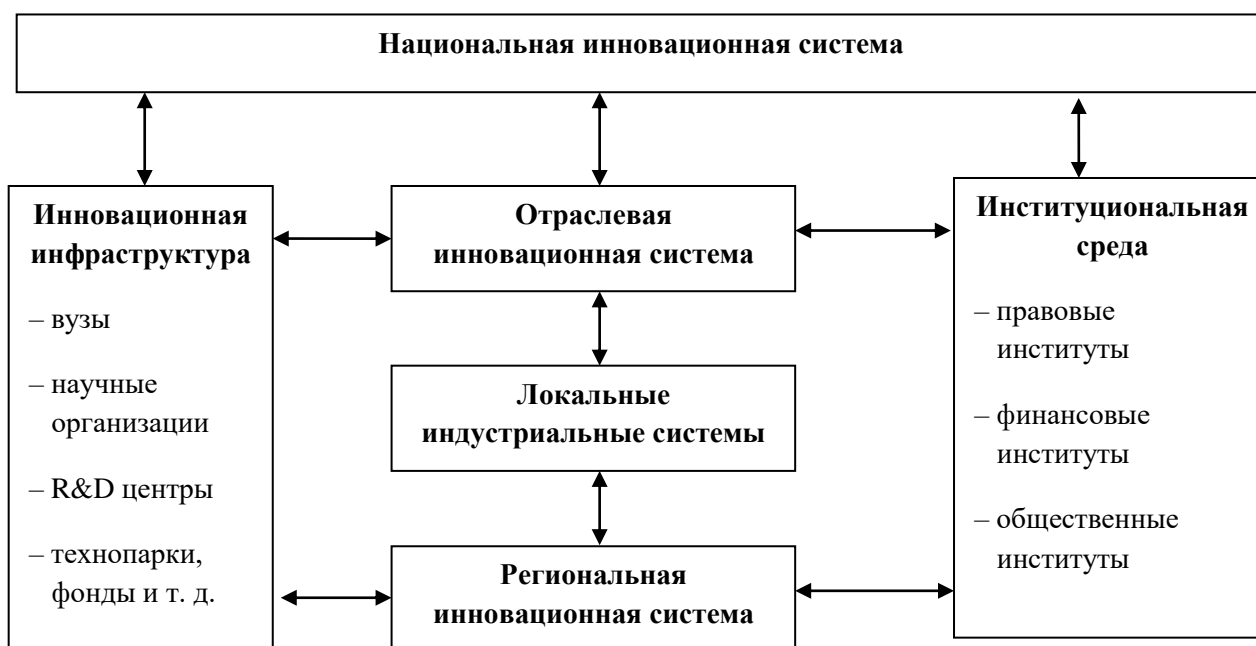 Национальная инновационная система
Инновационная
инфраструктура
– вузы
– научные
организации
– R&D центры
– технопарки,
фонды и т. д.
Отраслевая
инновационная система
Локальные
индустриальные системы
Региональная
инновационная система
Институциональная
среда
– правовые
институты
– финансовые
институты
– общественные
институты